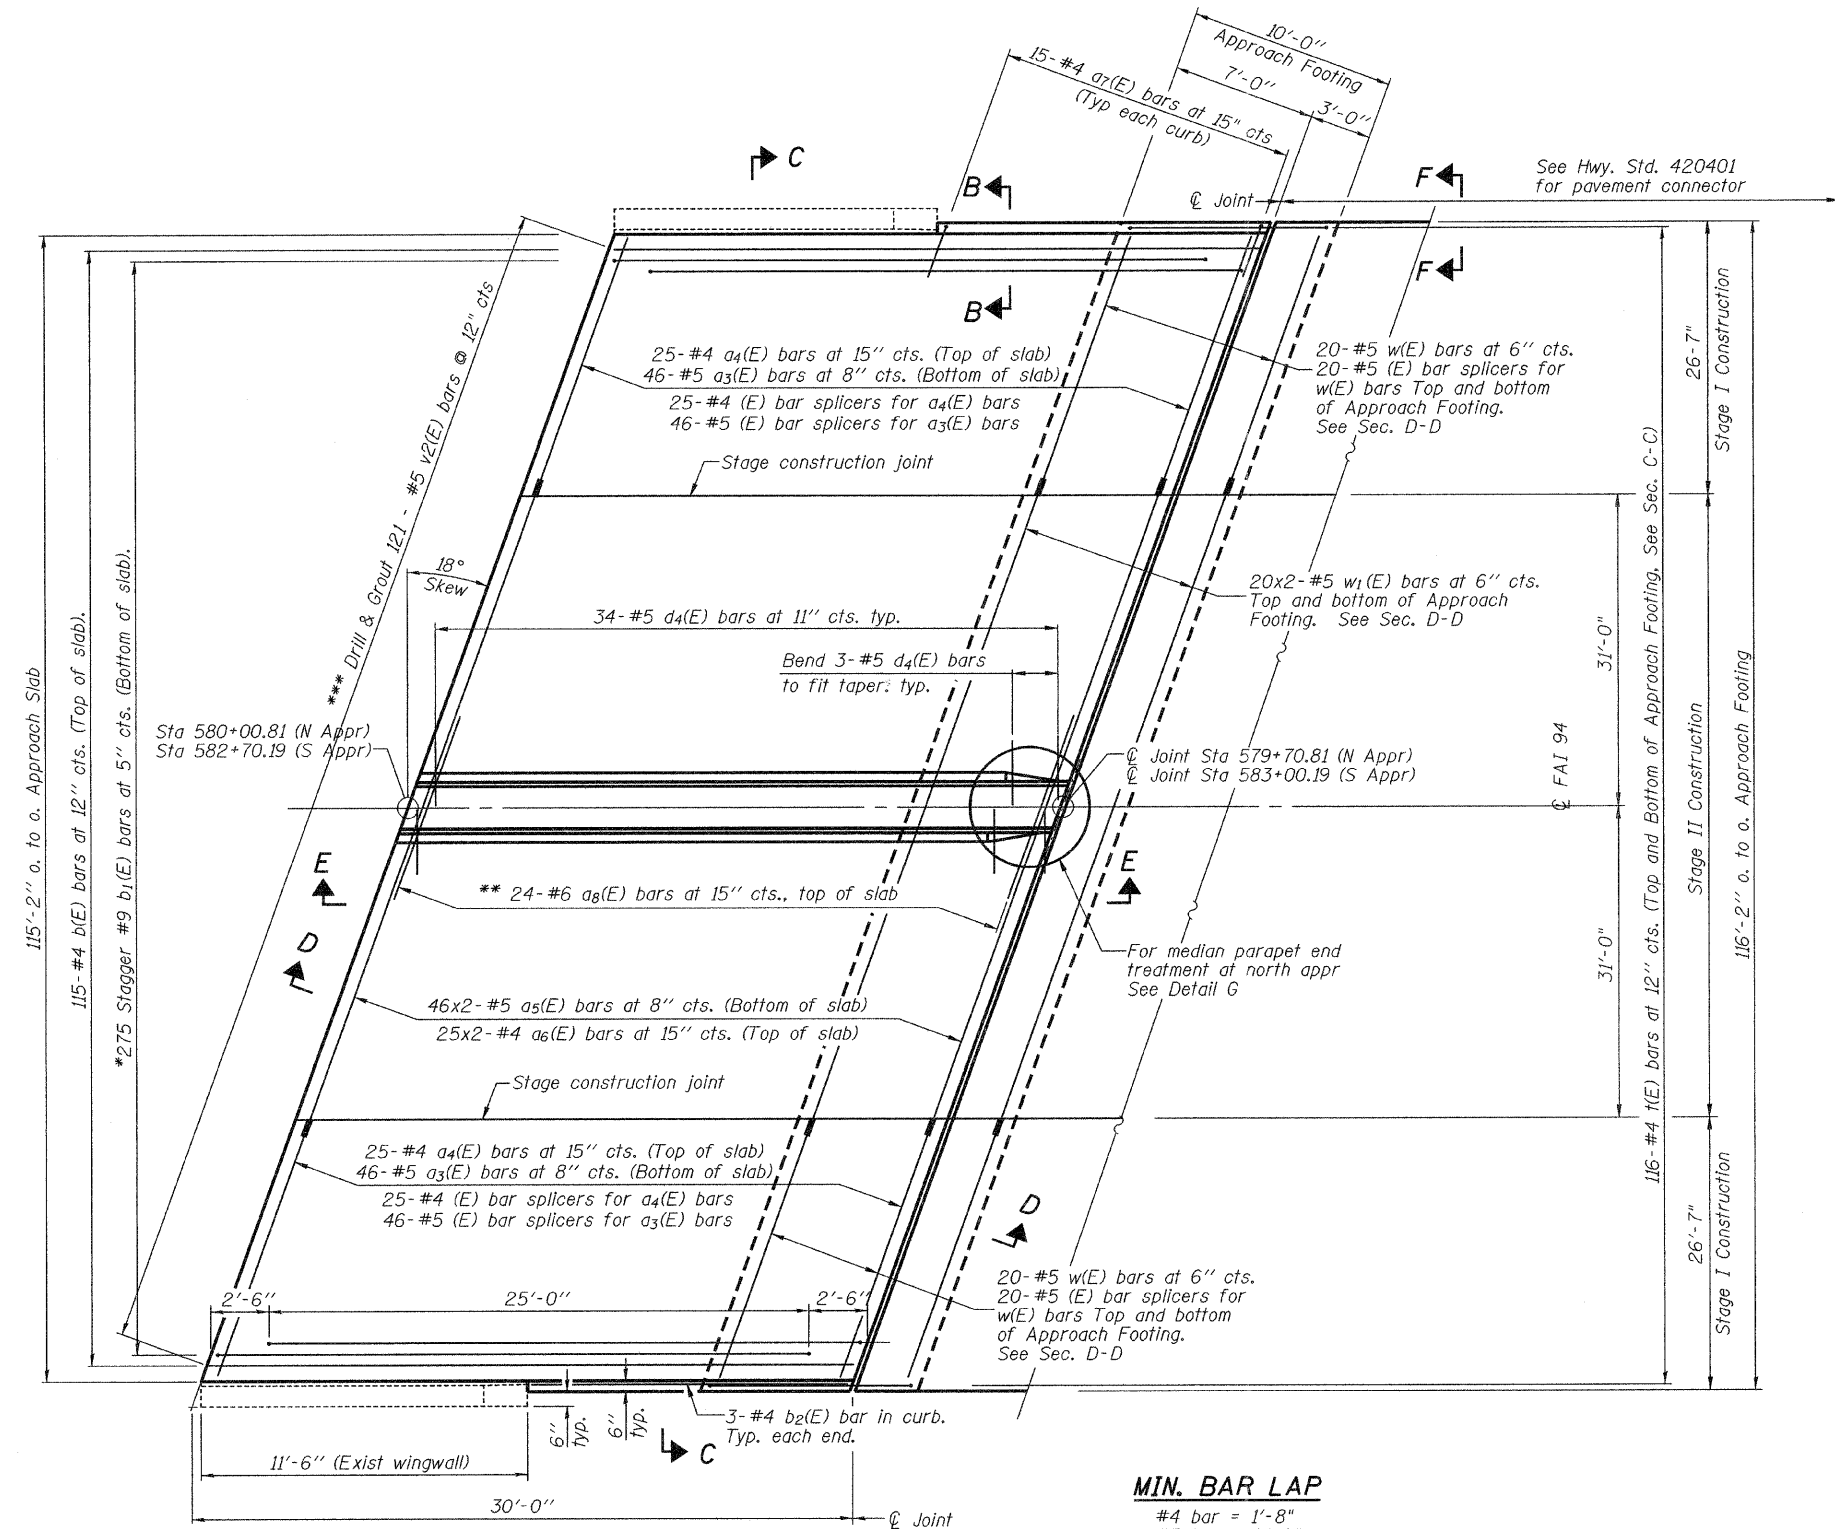 10'-0"
Approach Footing
7'-0"
3'-0"
15-#4 a7(E) bars at 15" cts
(Typ each curb)
C
B
B
F
F
℄ Joint
See Hwy. Std. 420401
for pavement connector
25-#4 a4(E) bars at 15" cts. (Top of slab)
46-#5 a3(E) bars at 8" cts. (Bottom of slab)
25-#4 (E) bar splicers for a4(E) bars
46-#5 (E) bar splicers for a3(E) bars
20-#5 w(E) bars at 6" cts.
20-#5 (E) bar splicers for
w(E) bars Top and bottom
of Approach Footing.
See Sec. D-D
Stage construction joint
*** Drill & Grout 121 - #5 v2(E) bars @ 12" cts
18°
Skew
20x2-#5 w1(E) bars at 6" cts.
Top and bottom of Approach
Footing. See Sec. D-D
34-#5 d4(E) bars at 11" cts. typ.
Bend 3-#5 d4(E) bars
to fit taper. typ.
115'-2" o. to o. Approach Slab
115-#4 b(E) bars at 12" cts. (Top of slab).
*275 Stagger #9 b1(E) bars at 5" cts. (Bottom of slab).
Sta 580+00.81 (N Appr)
Sta 582+70.19 (S Appr)
℄ Joint Sta 579+70.81 (N Appr)
℄ Joint Sta 583+00.19 (S Appr)
℄ FAI 94
26'-7"
Stage I Construction
31'-0"
31'-0"
Stage II Construction
26'-7"
Stage I Construction
116-#4 t(E) bars at 12" cts. (Top and Bottom of Approach Footing, See Sec. C-C)
116'-2" o. to o. Approach Footing
E
E
** 24-#6 a8(E) bars at 15" cts., top of slab
D
For median parapet end
treatment at north appr
See Detail G
46x2-#5 a5(E) bars at 8" cts. (Bottom of slab)
25x2-#4 a6(E) bars at 15" cts. (Top of slab)
Stage construction joint
25-#4 a4(E) bars at 15" cts. (Top of slab)
46-#5 a3(E) bars at 8" cts. (Bottom of slab)
25-#4 (E) bar splicers for a4(E) bars
46-#5 (E) bar splicers for a3(E) bars
D
20-#5 w(E) bars at 6" cts.
20-#5 (E) bar splicers for
w(E) bars Top and bottom
of Approach Footing.
See Sec. D-D
2'-6"
25'-0"
2'-6"
3-#4 b2(E) bar in curb.
Typ. each end.
6"
typ.
6"
typ.
C
11'-6" (Exist wingwall)
30'-0"
℄ Joint
MIN. BAR LAP
#4 bar = 1'-8"